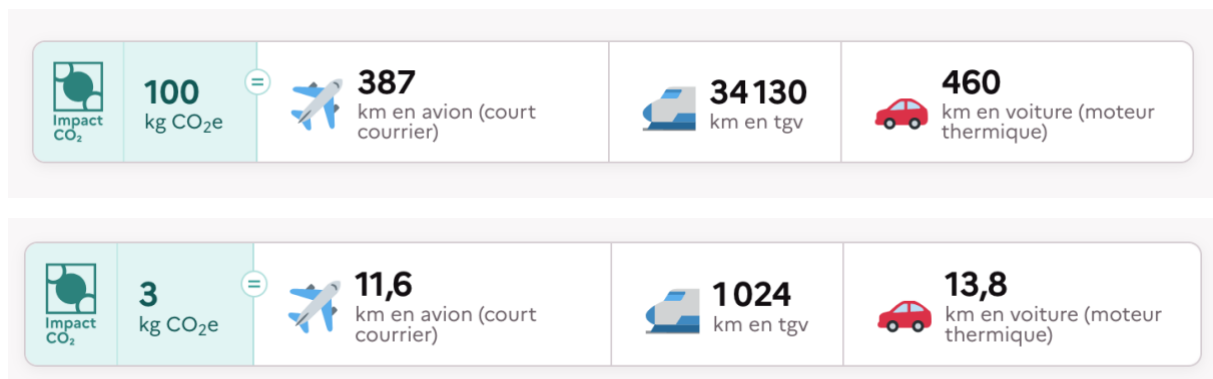 Impact
CO₂
100
kg CO₂e
=
387
km en avion (court
courrier)
34 130
km en tgv
460
km en voiture (moteur
thermique)
Impact
CO₂
3
kg CO₂e
=
11,6
km en avion (court
courrier)
1 024
km en tgv
13,8
km en voiture (moteur
thermique)